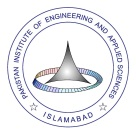 PAKISTAN INSTITUTE OF ENGINEERING AND APPLIED SCIENCES
ISLAMABAD